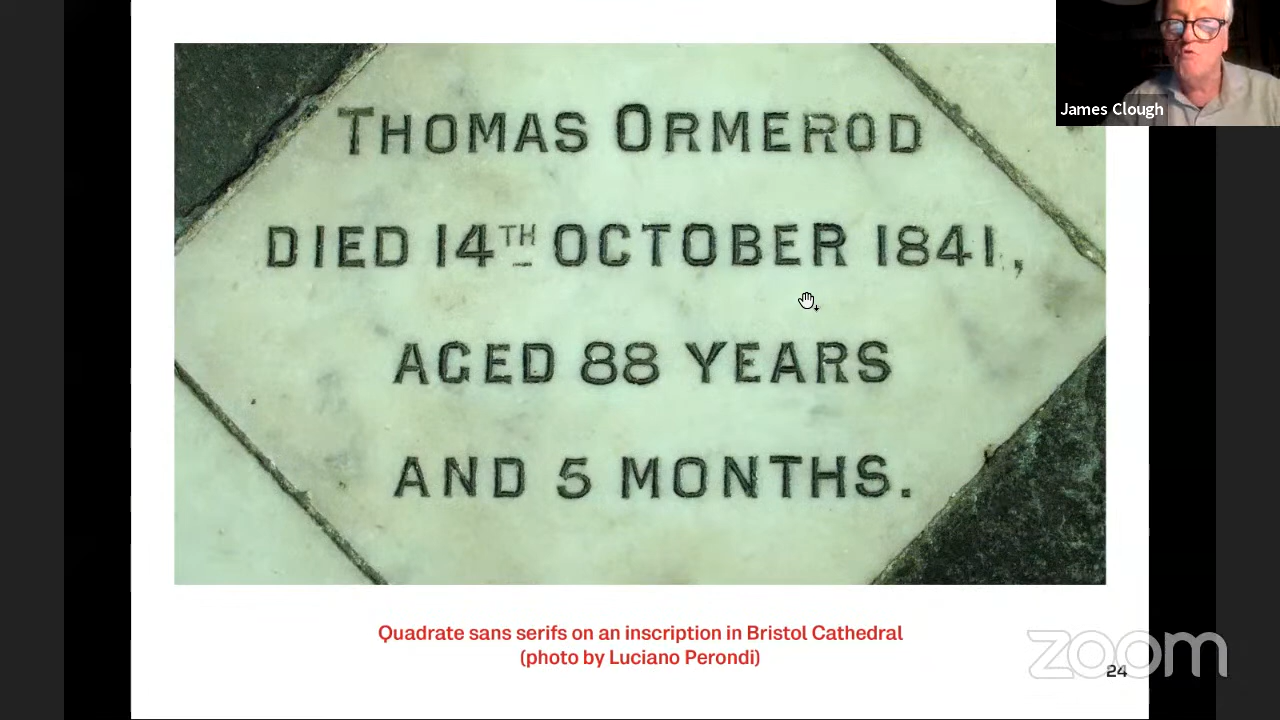 THOMAS ORMEROD
DIED 14TH OCTOBER 1841.,
AGED 88 YEARS
AND 5 MONTHS.
James Clough
Quadrate sans serifs on an inscription in Bristol Cathedral
(photo by Luciano Perondi)
zoom
24